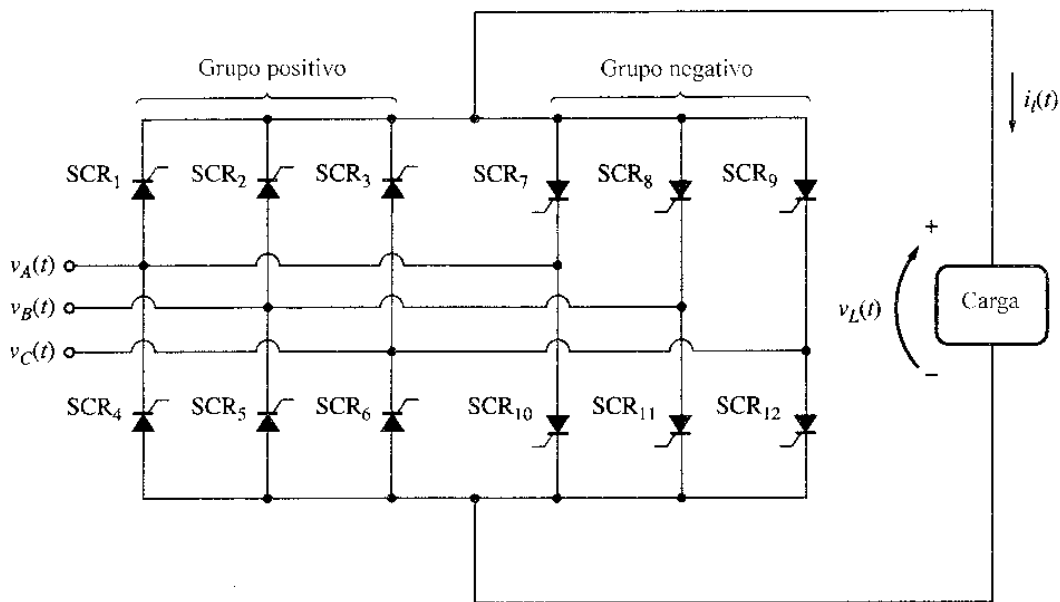 Grupo positivo
Grupo negativo
i_l(t)
SCR₁
SCR₂
SCR₃
SCR₇
SCR₈
SCR₉
v_A(t)
v_B(t)
v_C(t)
+
v_L(t)
Carga
−
SCR₄
SCR₅
SCR₆
SCR₁₀
SCR₁₁
SCR₁₂